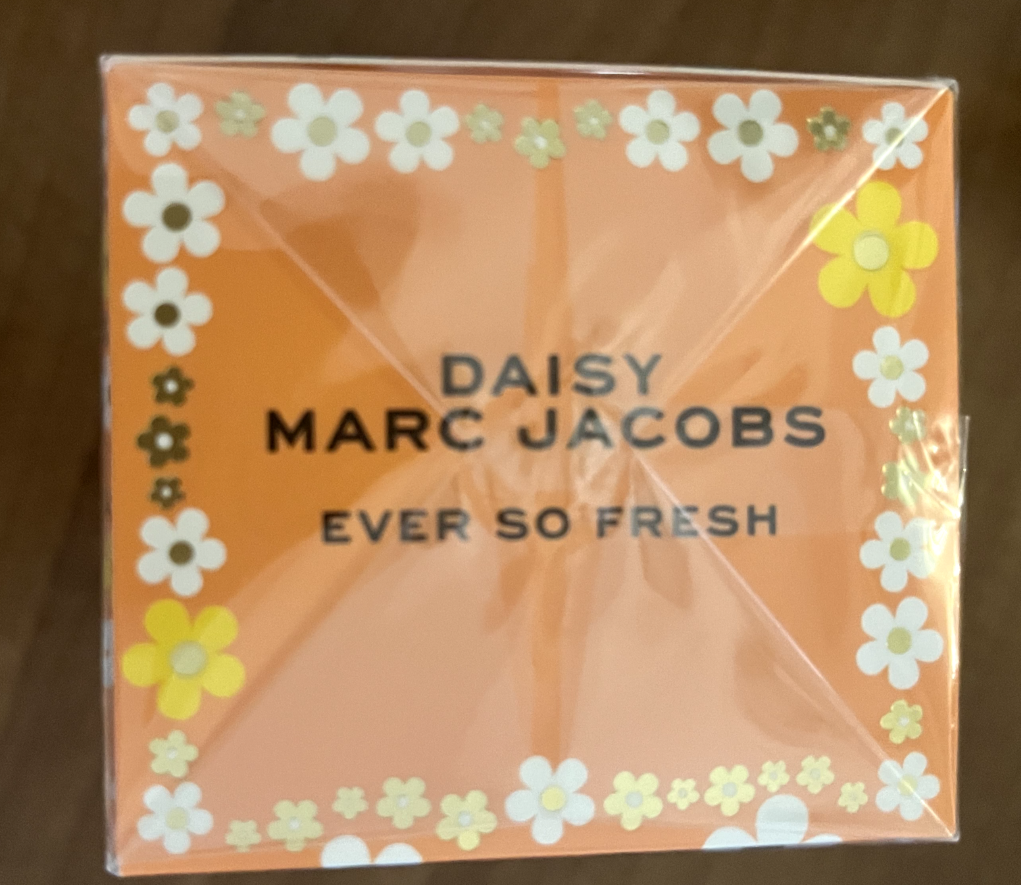 DAISY
MARC JACOBS
EVER SO FRESH